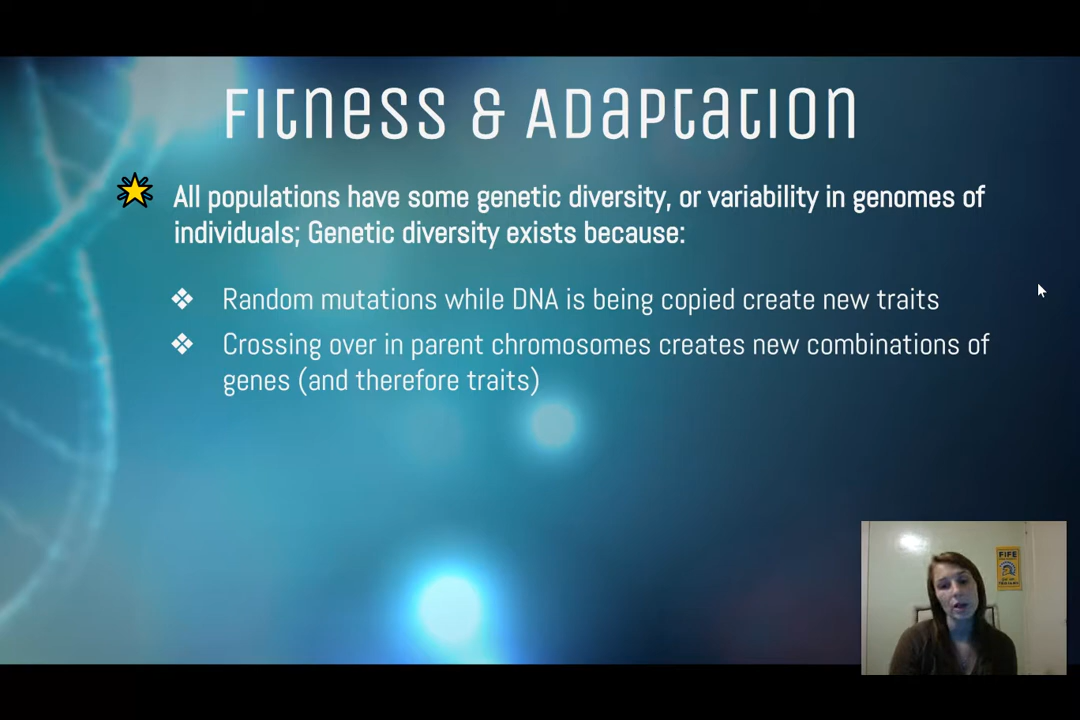 Fitness & Adaptation
All populations have some genetic diversity, or variability in genomes of
individuals; Genetic diversity exists because:
❖ Random mutations while DNA is being copied create new traits
❖ Crossing over in parent chromosomes creates new combinations of
genes (and therefore traits)
FIFE